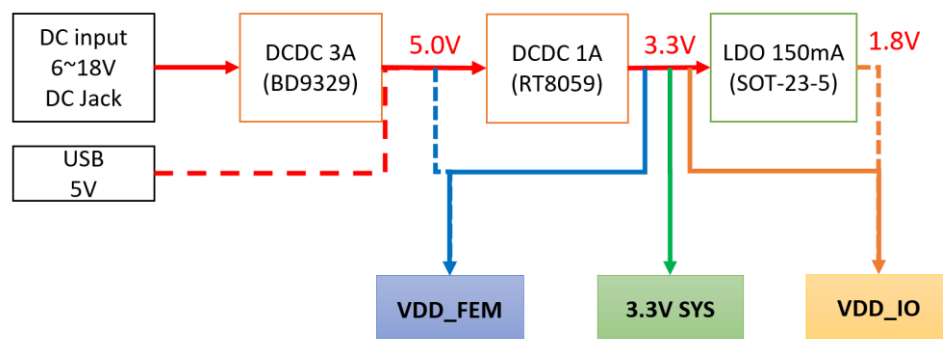 DC input
6~18V
DC Jack
DCDC 3A
(BD9329)
5.0V
DCDC 1A
(RT8059)
3.3V
LDO 150mA
(SOT-23-5)
1.8V
USB
5V
VDD_FEM
3.3V SYS
VDD_IO